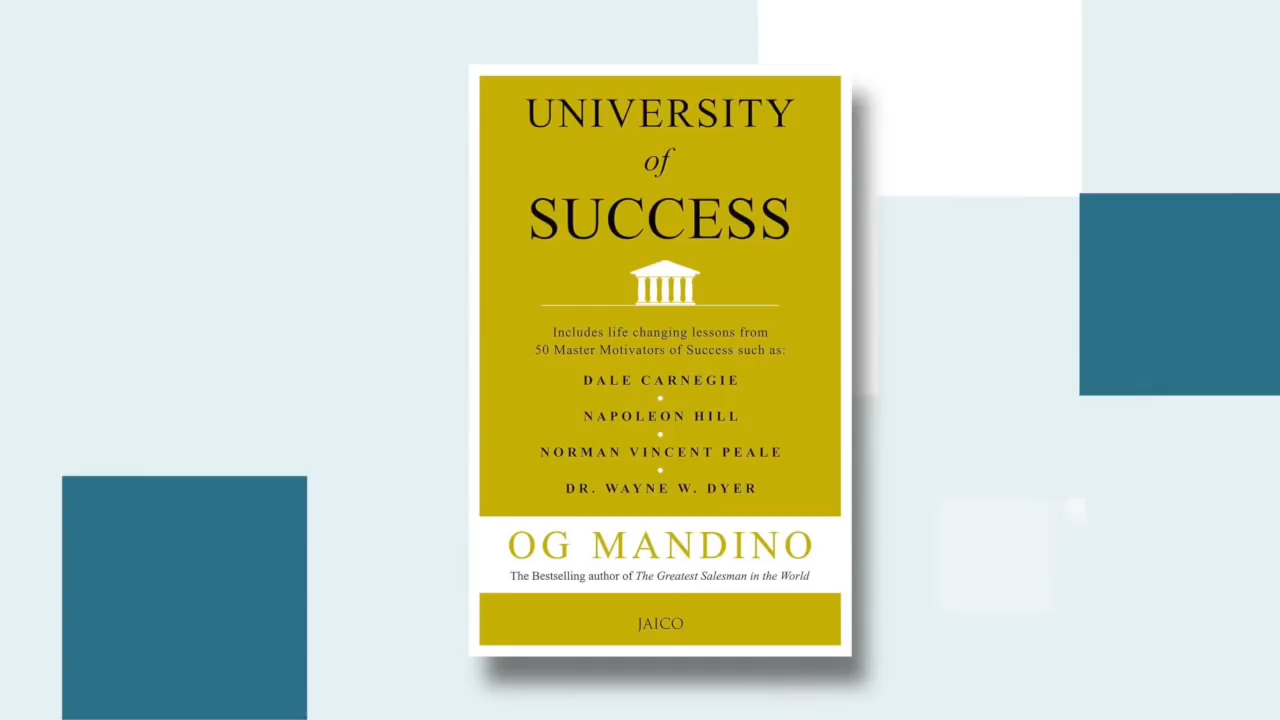 UNIVERSITY
of
SUCCESS
Includes life changing lessons from
50 Master Motivators of Success such as:
DALE CARNEGIE
NAPOLEON HILL
NORMAN VINCENT PEALE
DR. WAYNE W. DYER
OG MANDINO
The Bestselling author of The Greatest Salesman in the World
JAICO